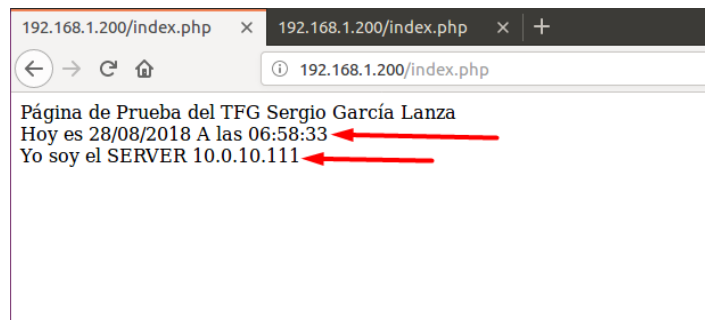 192.168.1.200/index.php × 192.168.1.200/index.php × +
192.168.1.200/index.php
Página de Prueba del TFG Sergio García Lanza
Hoy es 28/08/2018 A las 06:58:33
Yo soy el SERVER 10.0.10.111